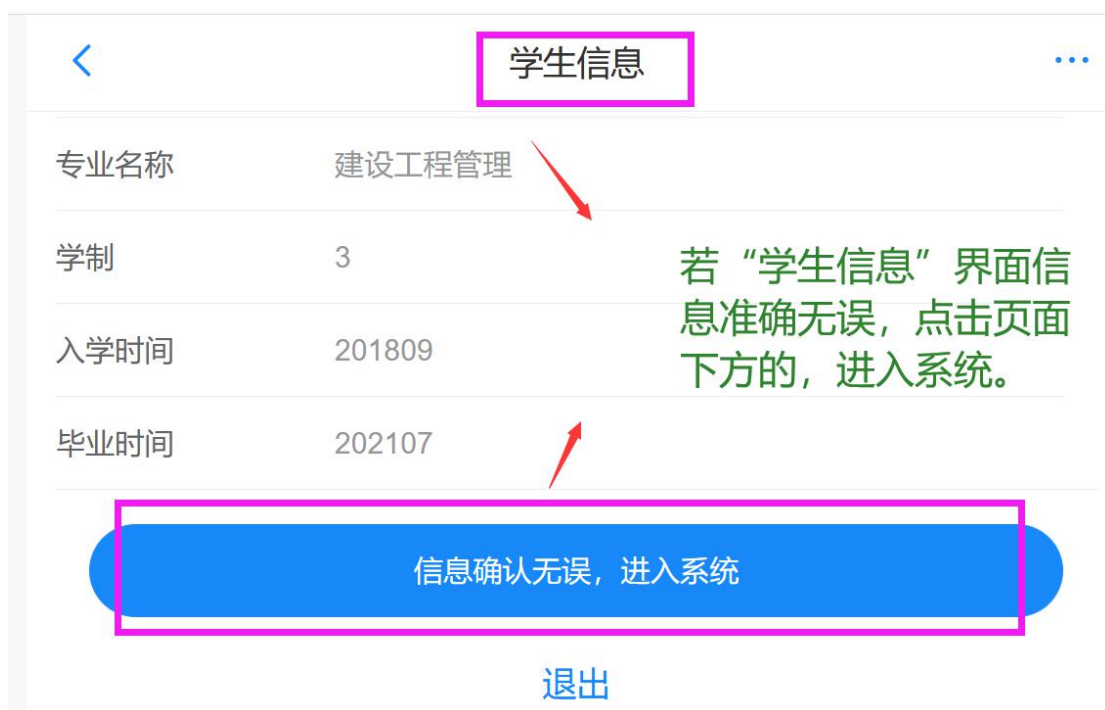 学生信息
专业名称 建设工程管理
学制 3
若“学生信息”界面信
息准确无误，点击页面
下方的，进入系统。
入学时间 201809
毕业时间 202107
信息确认无误，进入系统
退出